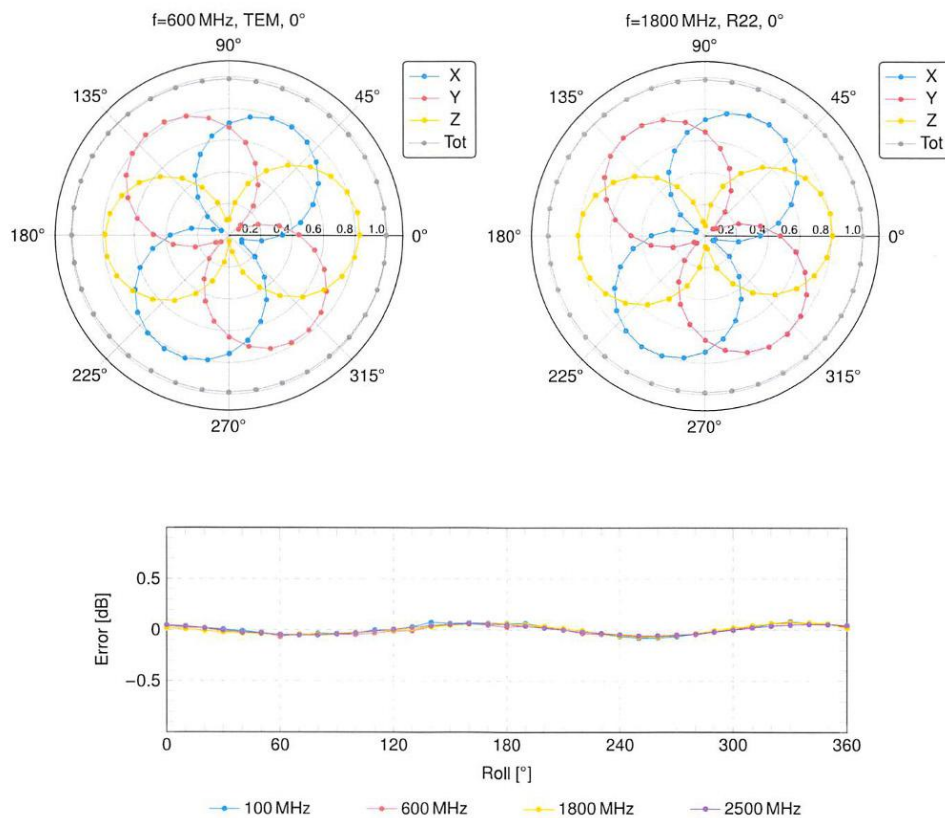 f=600 MHz, TEM, 0°
f=1800 MHz, R22, 0°
90°
135°
45°
180°
0°
225°
315°
270°
0.2 0.4 0.6 0.8 1.0
X
Y
Z
Tot
90°
135°
45°
180°
0°
225°
315°
270°
0.2 0.4 0.6 0.8 1.0
X
Y
Z
Tot
Error [dB]
0.5
0
−0.5
0 60 120 180 240 300 360
Roll [°]
100 MHz 600 MHz 1800 MHz 2500 MHz